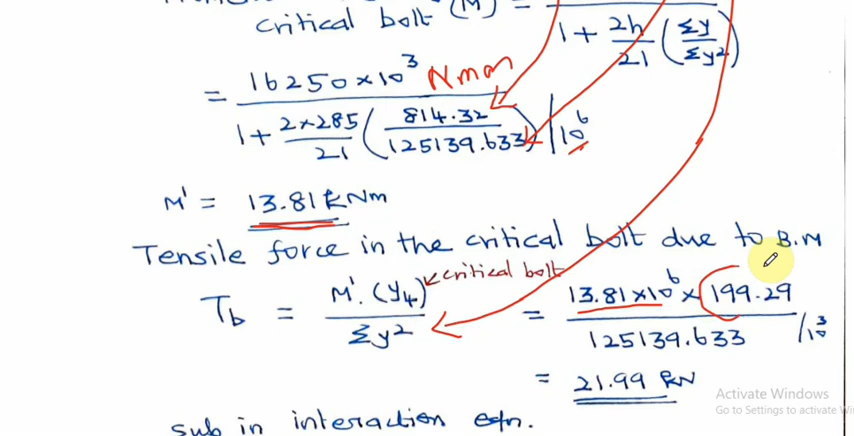 critical bolt (M') =
1 + 2h/21 (Σy/Σy²)
= 16250×10³ Nmm
1 + 2×285/21 (814.32/125139.633) /10⁶
M' = 13.81 kNm
Tensile force in the critical bolt due to B.M
T_b = M'.(y₄)/Σy² critical bolt = 13.81×10⁶ × 199.29/125139.633 /10³
= 21.99 kN
Activate Windows
Go to Settings to activate Wi
sub in interaction eqn.